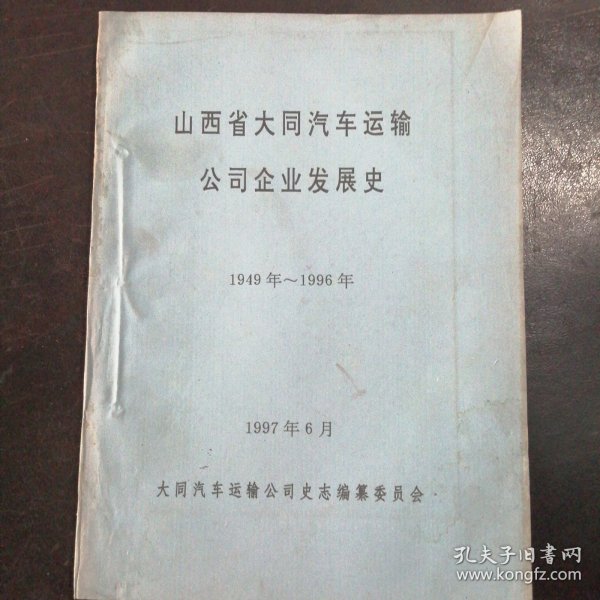 山西省大同汽车运输
公司企业发展史
1949年～1996年
1997年6月
大同汽车运输公司史志编纂委员会
孔夫子旧书网
www.kongfz.com